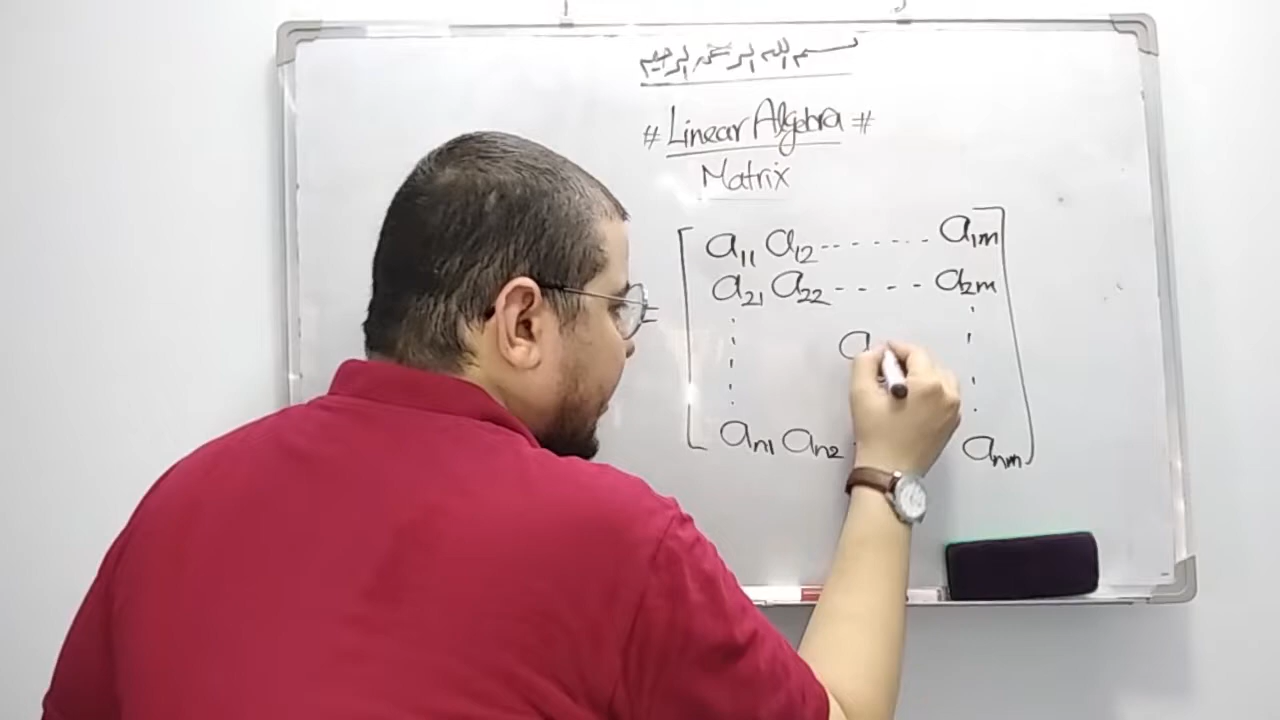 بسم الله الرحمن الرحيم
# Linear Algebra #
Matrix
= [ a11 a12 ------- a1m ]
a21 a22 ----- a2m
a
an1 an2 anm